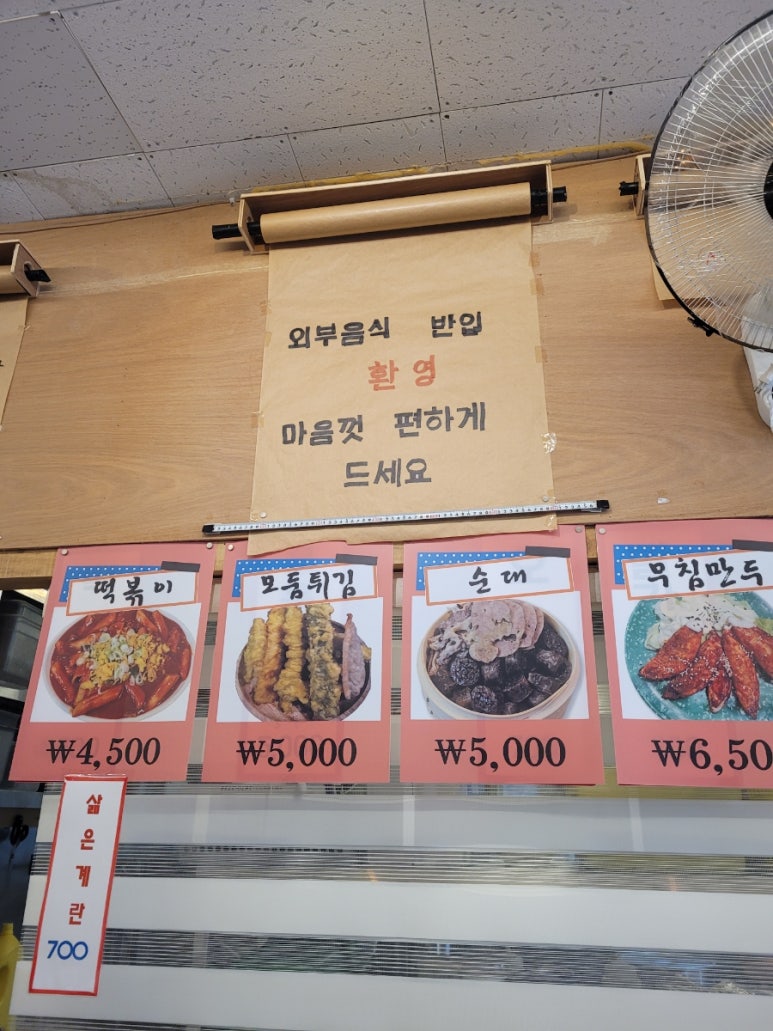 외부음식 반입
환영
마음껏 편하게
드세요
떡볶이
₩4,500
모둠튀김
₩5,000
순대
₩5,000
무침만두
₩6,50
삶은계란
700